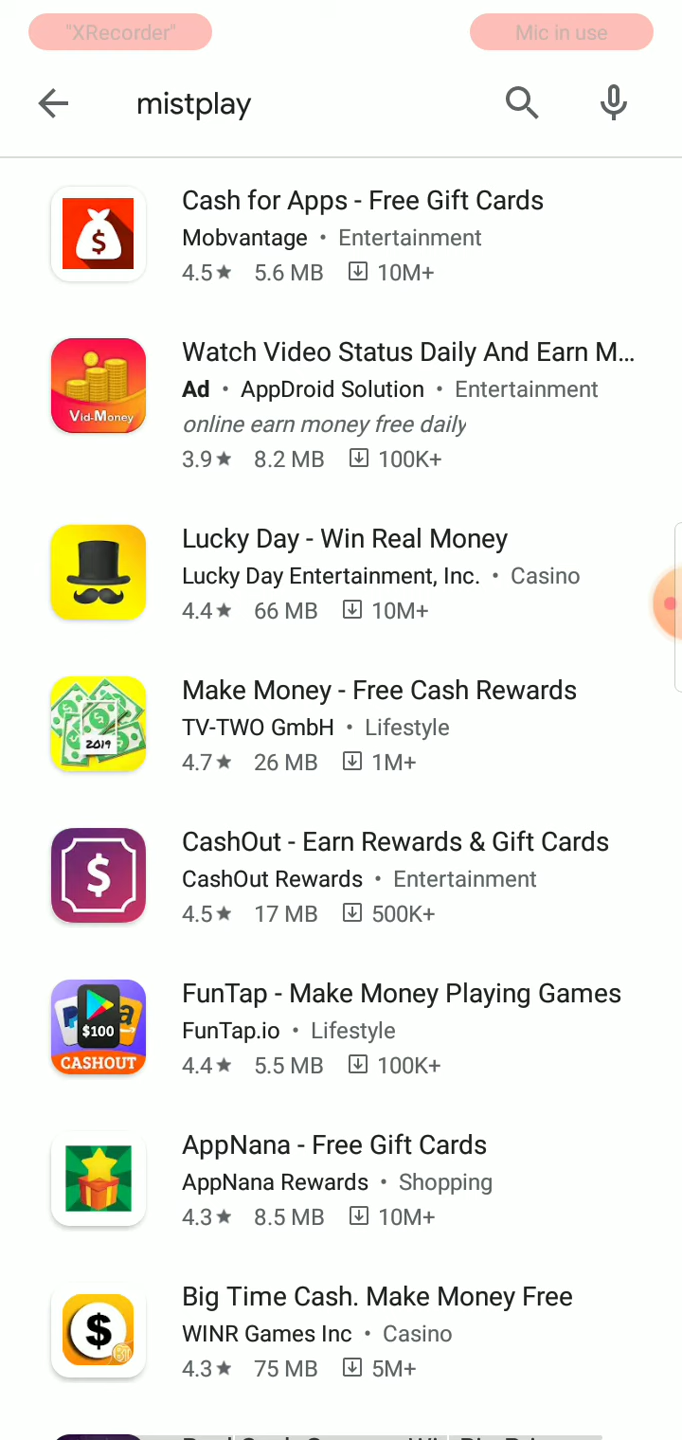 "XRecorder" Mic in use
mistplay
Cash for Apps - Free Gift Cards
Mobvantage • Entertainment
4.5★ 5.6 MB 10M+
Watch Video Status Daily And Earn M...
Ad • AppDroid Solution • Entertainment
online earn money free daily
3.9★ 8.2 MB 100K+
Vid-Money
Lucky Day - Win Real Money
Lucky Day Entertainment, Inc. • Casino
4.4★ 66 MB 10M+
Make Money - Free Cash Rewards
TV-TWO GmbH • Lifestyle
2019
4.7★ 26 MB 1M+
CashOut - Earn Rewards & Gift Cards
CashOut Rewards • Entertainment
4.5★ 17 MB 500K+
FunTap - Make Money Playing Games
FunTap.io • Lifestyle
$100
CASHOUT
4.4★ 5.5 MB 100K+
AppNana - Free Gift Cards
AppNana Rewards • Shopping
4.3★ 8.5 MB 10M+
Big Time Cash. Make Money Free
WINR Games Inc • Casino
4.3★ 75 MB 5M+